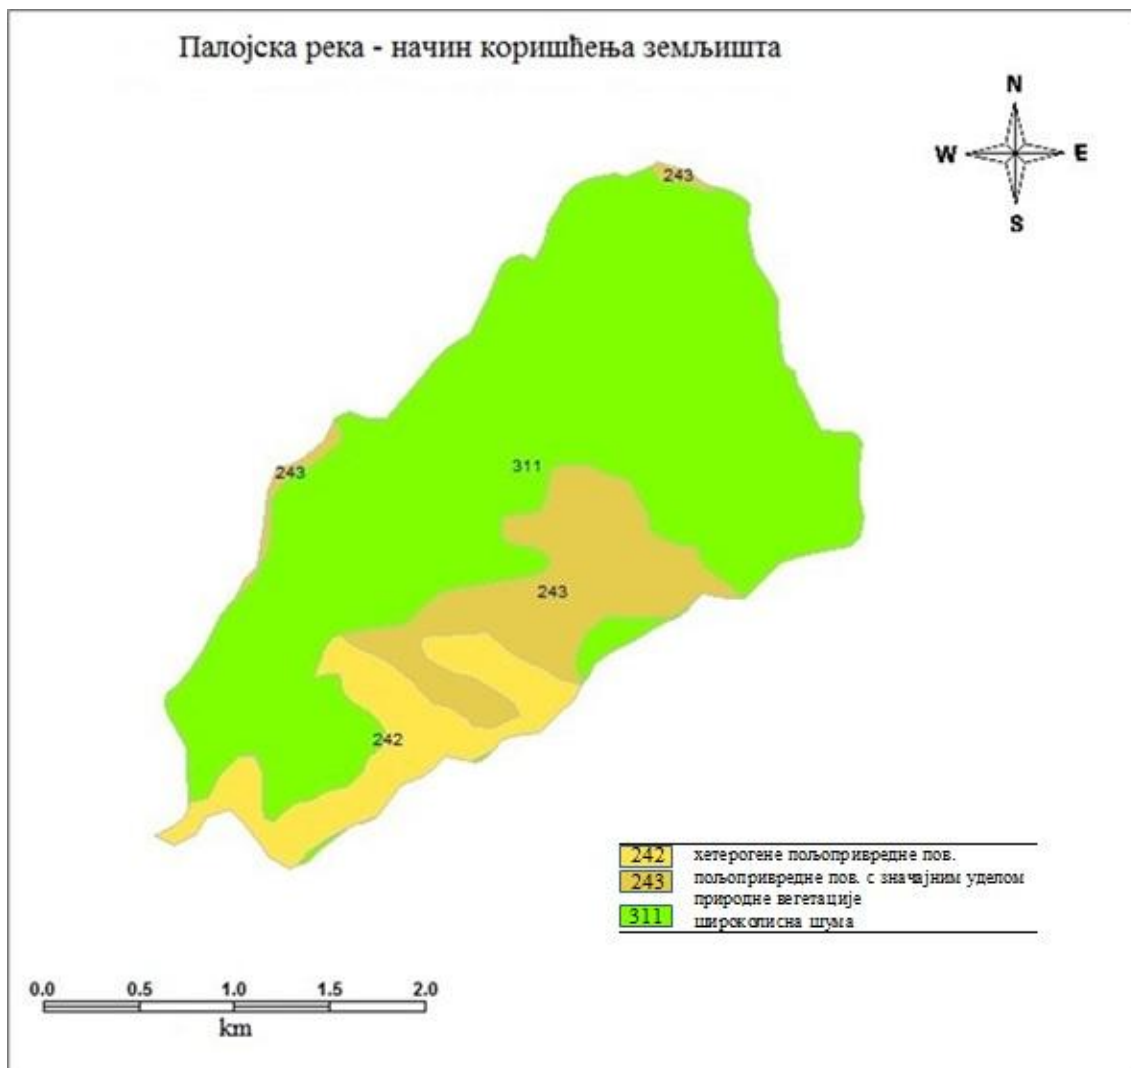 Палојска река - начин коришћења земљишта
N
W E
S
243
243
311
243
242
242 хетерогене пољопривредне пов.
243 пољопривредне пов. с значајним уделом
природне вегетације
311 широколисна шума
0.0 0.5 1.0 1.5 2.0
km